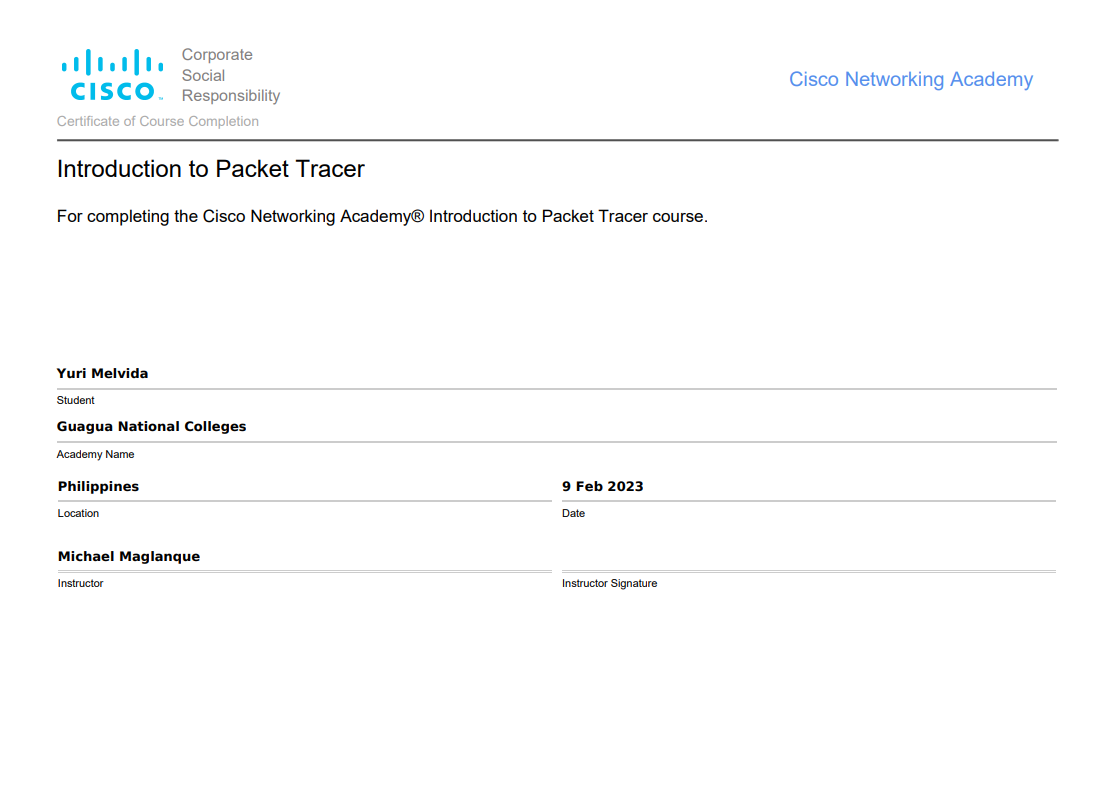 Corporate
Social
Responsibility
CISCO™
Cisco Networking Academy
Certificate of Course Completion
Introduction to Packet Tracer
For completing the Cisco Networking Academy® Introduction to Packet Tracer course.
Yuri Melvida
Student
Guagua National Colleges
Academy Name
Philippines
9 Feb 2023
Location
Date
Michael Maglanque
Instructor
Instructor Signature